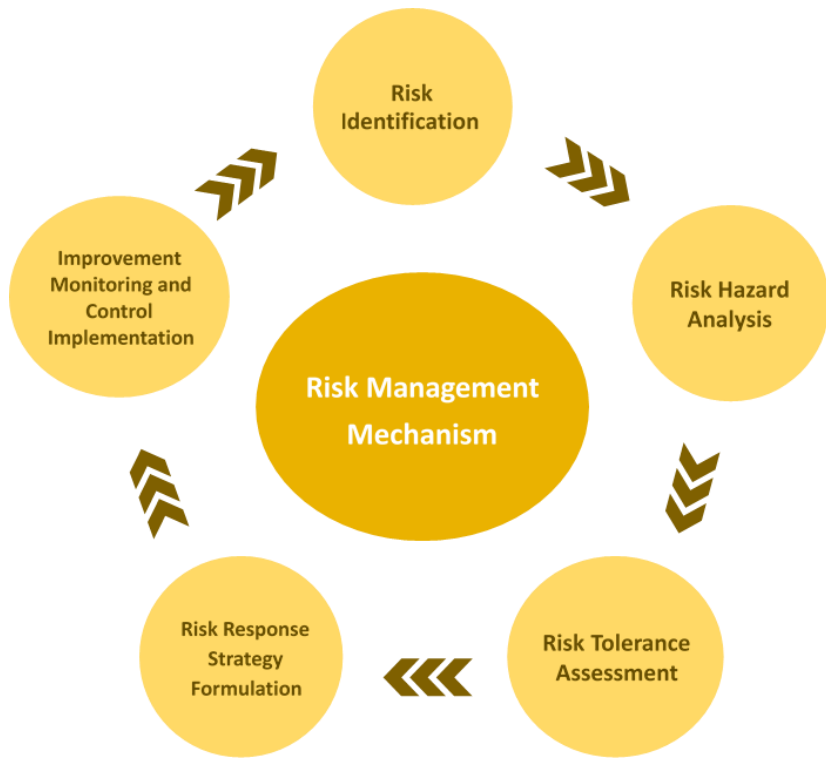 Risk
Identification
Risk Hazard
Analysis
Risk Tolerance
Assessment
Risk Response
Strategy
Formulation
Improvement
Monitoring and
Control
Implementation
Risk Management
Mechanism